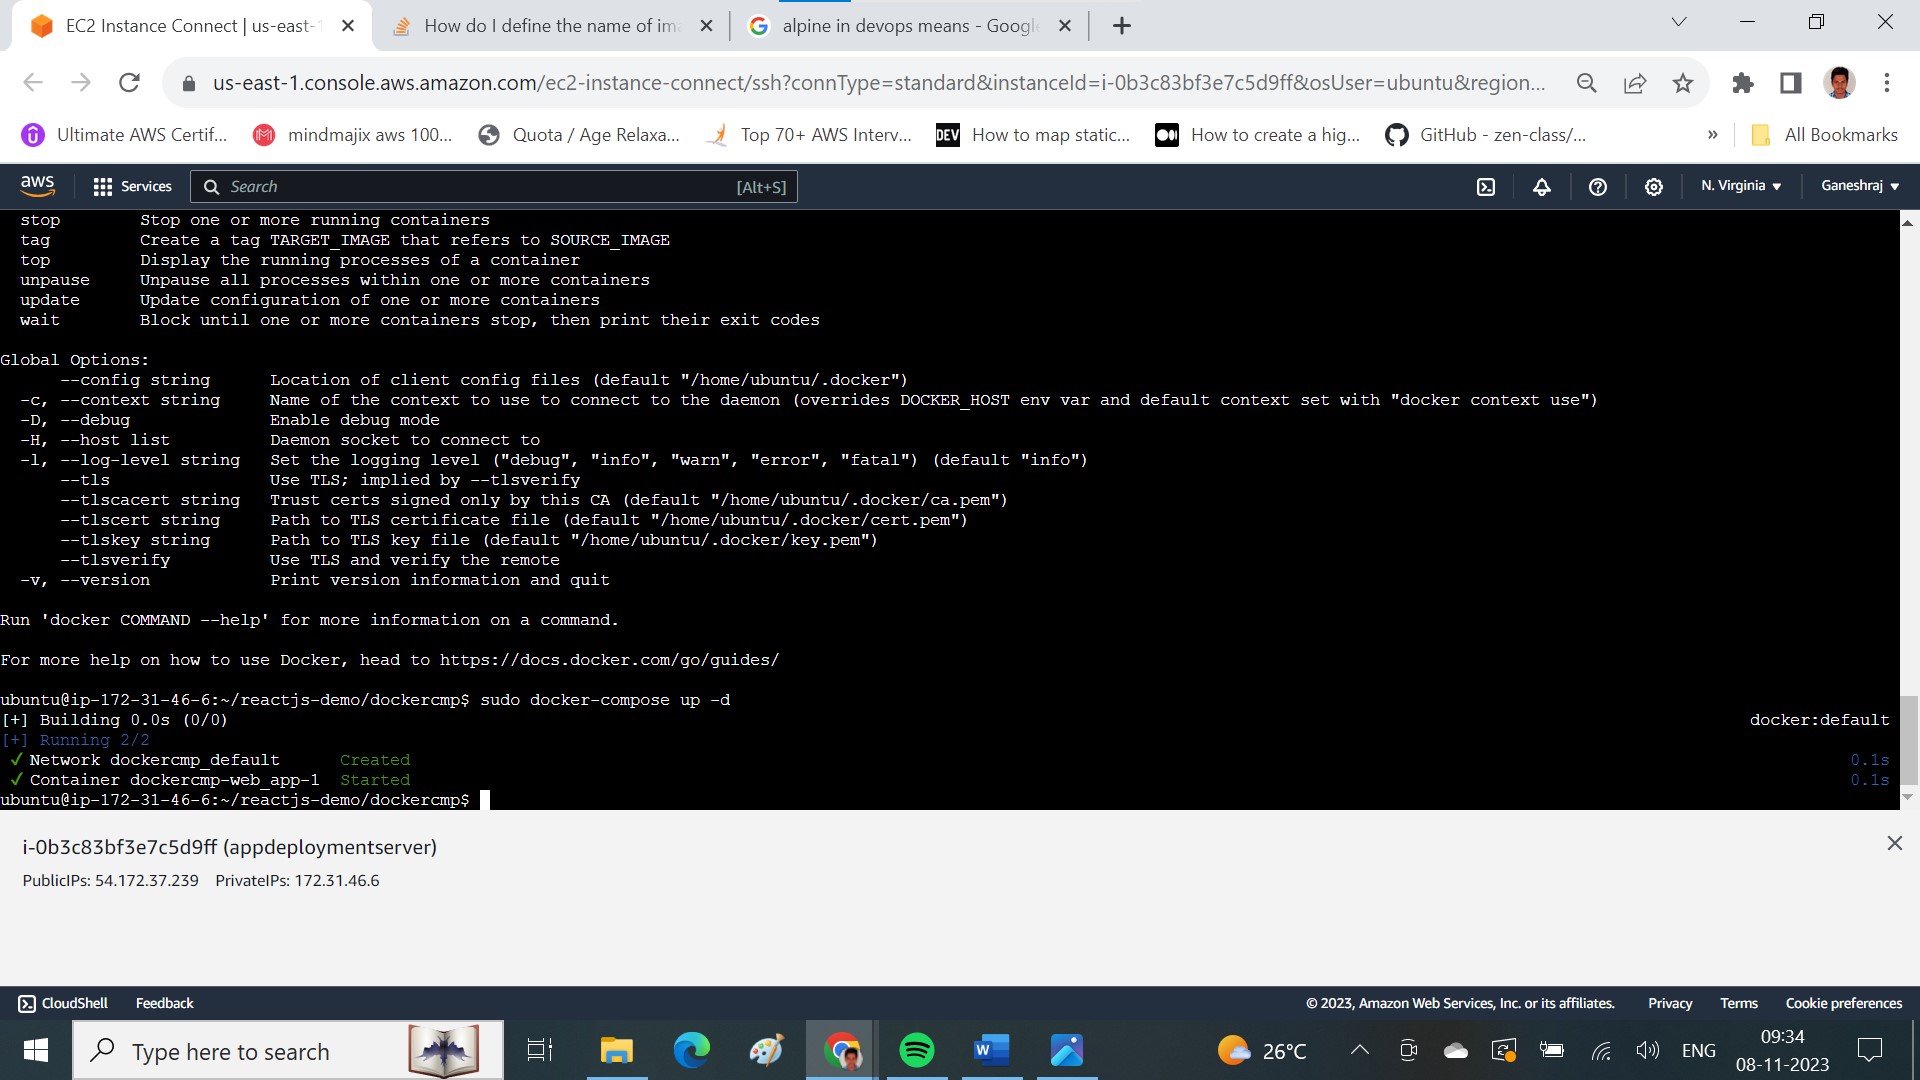 EC2 Instance Connect | us-east-1
How do I define the name of ima
alpine in devops means - Google
us-east-1.console.aws.amazon.com/ec2-instance-connect/ssh?connType=standard&instanceId=i-0b3c83bf3e7c5d9ff&osUser=ubuntu&region...
Ultimate AWS Certif...
mindmajix aws 100...
Quota / Age Relaxa...
Top 70+ AWS Interv...
DEV How to map static...
How to create a hig...
GitHub - zen-class/...
» All Bookmarks
aws Services Search [Alt+S] N. Virginia Ganeshraj
stop Stop one or more running containers
tag Create a tag TARGET_IMAGE that refers to SOURCE_IMAGE
top Display the running processes of a container
unpause Unpause all processes within one or more containers
update Update configuration of one or more containers
wait Block until one or more containers stop, then print their exit codes
Global Options:
--config string Location of client config files (default "/home/ubuntu/.docker")
-c, --context string Name of the context to use to connect to the daemon (overrides DOCKER_HOST env var and default context set with "docker context use")
-D, --debug Enable debug mode
-H, --host list Daemon socket to connect to
-l, --log-level string Set the logging level ("debug", "info", "warn", "error", "fatal") (default "info")
--tls Use TLS; implied by --tlsverify
--tlscacert string Trust certs signed only by this CA (default "/home/ubuntu/.docker/ca.pem")
--tlscert string Path to TLS certificate file (default "/home/ubuntu/.docker/cert.pem")
--tlskey string Path to TLS key file (default "/home/ubuntu/.docker/key.pem")
--tlsverify Use TLS and verify the remote
-v, --version Print version information and quit
Run 'docker COMMAND --help' for more information on a command.
For more help on how to use Docker, head to https://docs.docker.com/go/guides/
ubuntu@ip-172-31-46-6:~/reactjs-demo/dockercmp$ sudo docker-compose up -d
[+] Building 0.0s (0/0) docker:default
[+] Running 2/2
✓ Network dockercmp_default Created 0.1s
✓ Container dockercmp-web_app-1 Started 0.1s
ubuntu@ip-172-31-46-6:~/reactjs-demo/dockercmp$
i-0b3c83bf3e7c5d9ff (appdeploymentserver)
PublicIPs: 54.172.37.239 PrivateIPs: 172.31.46.6
CloudShell Feedback © 2023, Amazon Web Services, Inc. or its affiliates. Privacy Terms Cookie preferences
Type here to search
26°C
ENG
09:34
08-11-2023